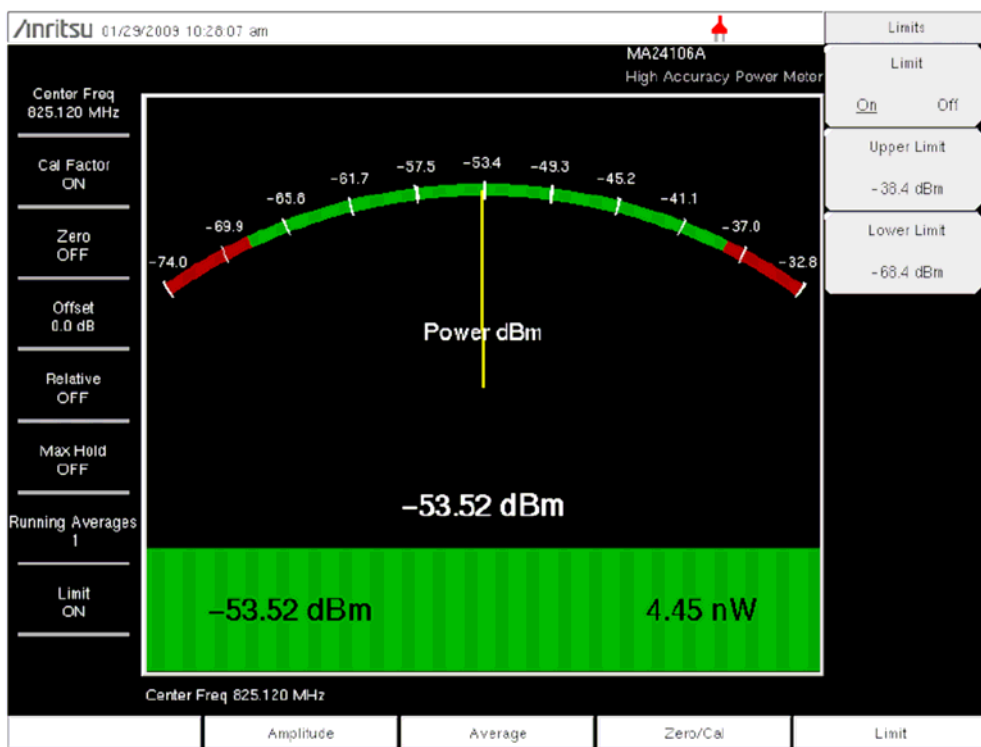 /Inritsu 01/29/2009 10:28:07 am
MA24106A
High Accuracy Power Meter
Center Freq
825.120 MHz
Cal Factor
ON
Zero
OFF
Offset
0.0 dB
Relative
OFF
Max Hold
OFF
Running Averages
1
Limit
ON
-74.0
-69.9
-65.8
-61.7
-57.5
-53.4
-49.3
-45.2
-41.1
-37.0
-32.8
Power dBm
-53.52 dBm
-53.52 dBm 4.45 nW
Center Freq 825.120 MHz
Limits
Limit
On Off
Upper Limit
-38.4 dBm
Lower Limit
-68.4 dBm
Amplitude Average Zero/Cal Limit